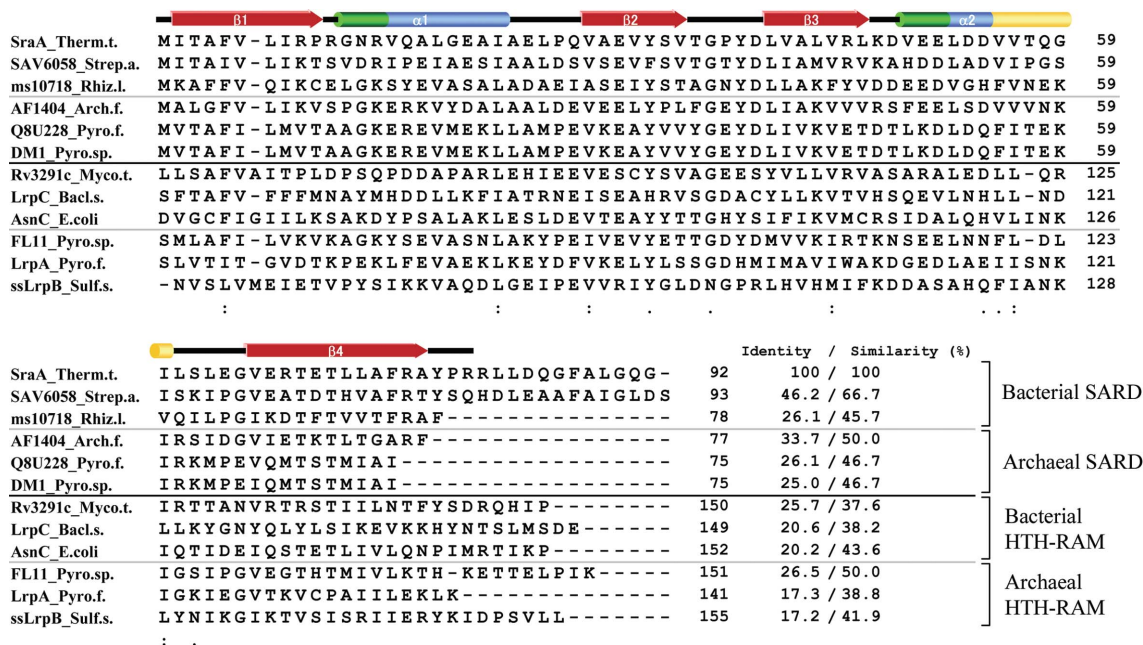 β1 α1 β2 β3 α2
SraA_Therm.t. MITAFV-LIRPRGNRVQALGEAIAELPQVAEVYSVTGPYDLVALVRLKDVEELDDVVTQG 59
SAV6058_Strep.a. MITAIV-LIKTSVDRIPEIAESIAALDSVSEVFSVTGTYDLIAMVRVKAHDDLADVIPGS 59
ms10718_Rhiz.l. MKAFFV-QIKCELGKSYEVASALADAEIASEIYSTAGNYDLLAKFYVDDEEDVGHFVNEK 59
AF1404_Arch.f. MALGFV-LIKVSPGKERKVYDALAALDEVEELYPLFGEYDLIAKVVVRSFEESLVVNEK 59
Q8U228_Pyro.f. MVTAFI-LMVTAAGKEREVMEKLLAMPEVKEAYVVYGEYDLIVKVETDTLKDLDQFITEK 59
DM1_Pyro.sp. MVTAFI-LMVTAAGKEREVMEKLLAMPEVKEAYVVYGEYDLIVKVETDTLKDLDQFITEK 59
Rv3291c_Myco.t. LLSAFVAITPLDPSQPDDAPARLEHIEEVESCYSVAGEESYVLLVRVASARALEDLL-QR 125
LrpC_Bacl.s. SFTAFV-FFFMNAYMHDDLLKFIATRNEISEAHRVSGDACYLLKVTVHSQEVLNHLL-ND 121
AsnC_E.coli DVGCFIGIILKSAKDYPSALAKLESLDEVTEAYYTTGHYSIFIKVMCRSIDALQHVLINK 126
FL11_Pyro.sp. SMLAFI-LVKVKAGKYSEVASNLAKYPEIVEVYETTGDYDMVVKIRTKNSEELNNFL-DL 123
LrpA_Pyro.f. SLVTIT-GVDTKPEKLFEVAEKLKEYDFVKELYLSSGDHMIMAVIWAKDGEDLAEIISNK 121
ssLrpB_Sulf.s. -NVSLVMEIETVPYSIKKVAQDLGEIPEVVRIYGLDNGPRLHVHMIFKDDASAHQFIANK 128
: : : . . : . . :
β4
Identity / Similarity (%)
SraA_Therm.t. ILSLEGVERTETLLAFRAYPRRLLDQGFALGQG- 92 100 / 100
SAV6058_Strep.a. ISKIPGVEATDTHVAFRTYSQHDLEAAFAIGLDS 93 46.2 / 66.7
Bacterial SARD
ms10718_Rhiz.l. VQILPGIKDTFTVVTFRAF--------------- 78 26.1 / 45.7
AF1404_Arch.f. IRSIDGVIETKTLTGARF---------------- 77 33.7 / 50.0
Q8U228_Pyro.f. IRKMPEVQMTSTMIAI------------------ 75 26.1 / 46.7
Archaeal SARD
DM1_Pyro.sp. IRKMPEIQMTSTMIAI------------------ 75 25.0 / 46.7
Rv3291c_Myco.t. IRTTANVRTRSTIILNTFYSDRQHIP-------- 150 25.7 / 37.6
LrpC_Bacl.s. LLKYGNYQLYLSIKEVKKHYNTSLMSDE------ 149 20.6 / 38.2
Bacterial
HTH-RAM
AsnC_E.coli IQTIDEIQSTETLIVLQNPIMRTIKP-------- 152 20.2 / 43.6
FL11_Pyro.sp. IGSIPGVEGTHTMIVLKTH-KETTELPIK----- 151 26.5 / 50.0
LrpA_Pyro.f. IGKIEGVTKVCPAIILEKLK-------------- 141 17.3 / 38.8
Archaeal
HTH-RAM
ssLrpB_Sulf.s. LYNIKGIKTVSISRIIERYKIDPSVLL------- 155 17.2 / 41.9
: .